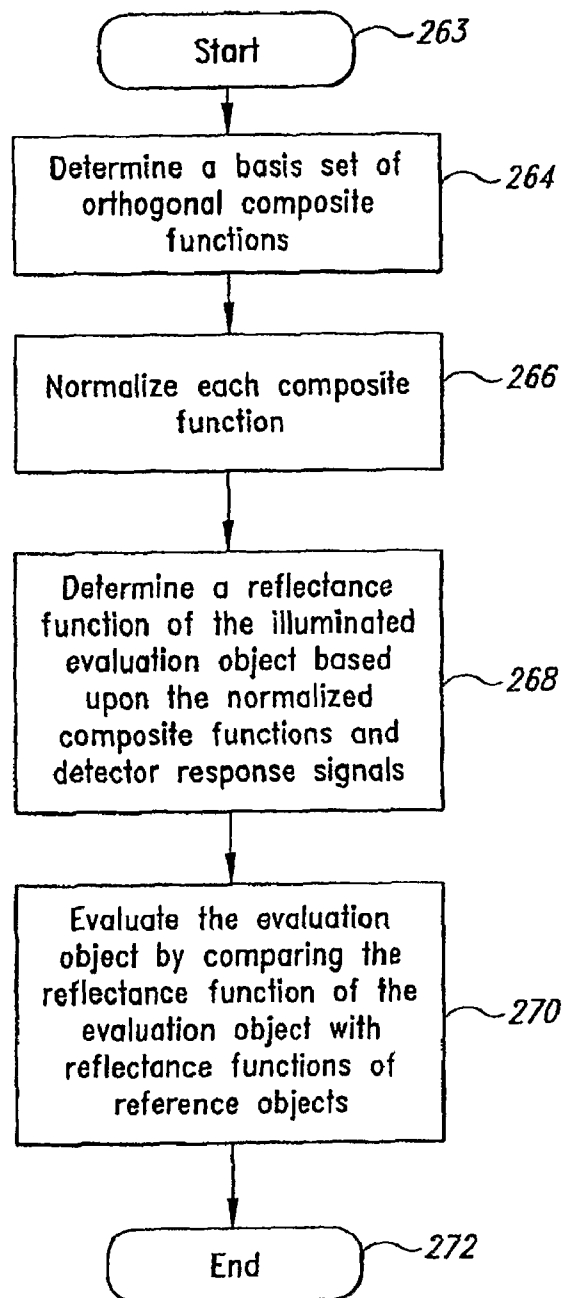 Start
263
Determine a basis set of
orthogonal composite
functions
264
Normalize each composite
function
266
Determine a reflectance
function of the illuminated
evaluation object based
upon the normalized
composite functions and
detector response signals
268
Evaluate the evaluation
object by comparing the
reflectance function of the
evaluation object with
reflectance functions of
reference objects
270
End
272